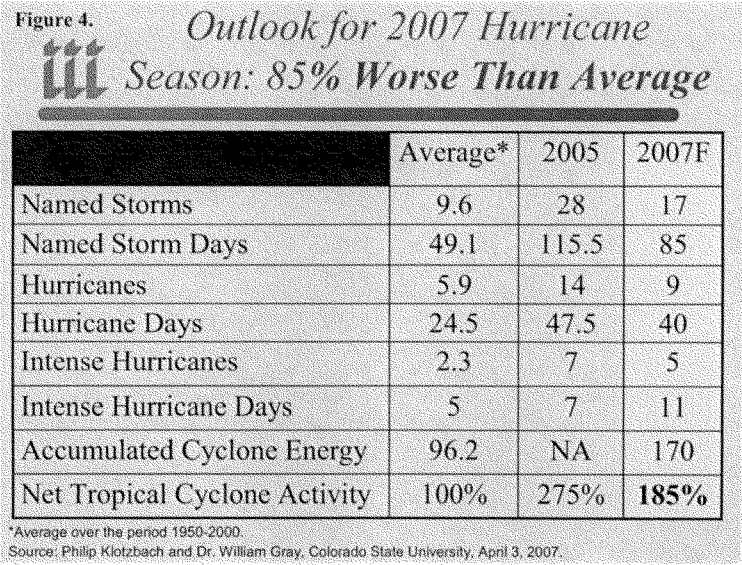 Figure 4.
Outlook for 2007 Hurricane
iii Season: 85% Worse Than Average
Average* 2005 2007F
Named Storms 9.6 28 17
Named Storm Days 49.1 115.5 85
Hurricanes 5.9 14 9
Hurricane Days 24.5 47.5 40
Intense Hurricanes 2.3 7 5
Intense Hurricane Days 5 7 11
Accumulated Cyclone Energy 96.2 NA 170
Net Tropical Cyclone Activity 100% 275% 185%
*Average over the period 1950-2000.
Source: Philip Klotzbach and Dr. William Gray, Colorado State University, April 3, 2007.